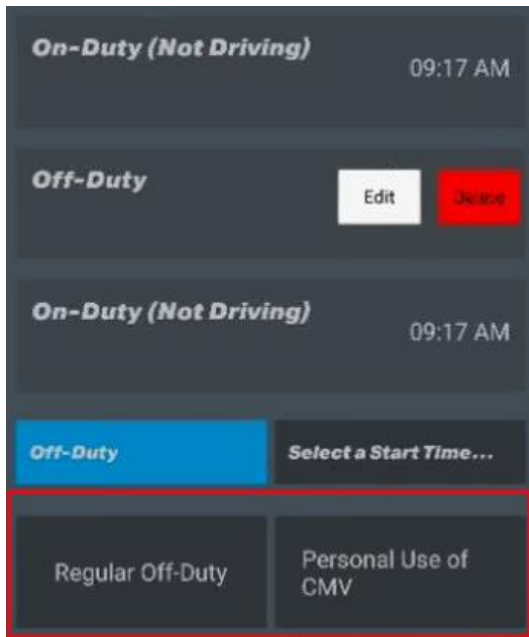 On-Duty (Not Driving)
09:17 AM
Off-Duty
Edit
Delete
On-Duty (Not Driving)
09:17 AM
Off-Duty
Select a Start Time...
Regular Off-Duty
Personal Use of
CMV